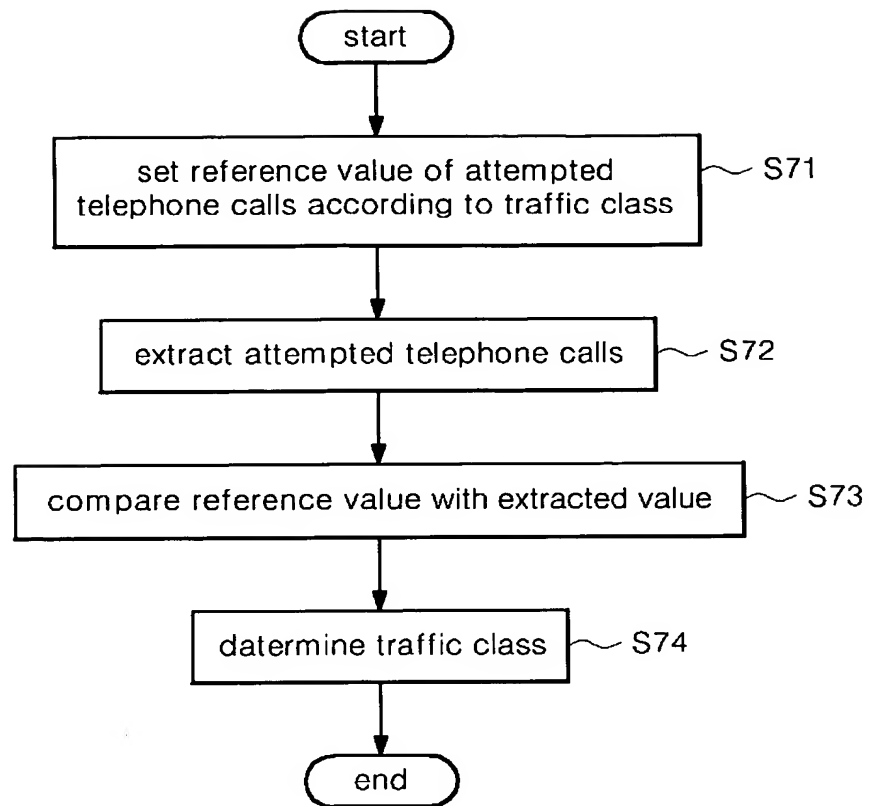 start
set reference value of attempted
telephone calls according to traffic class
S71
extract attempted telephone calls
S72
compare reference value with extracted value
S73
datermine traffic class
S74
end